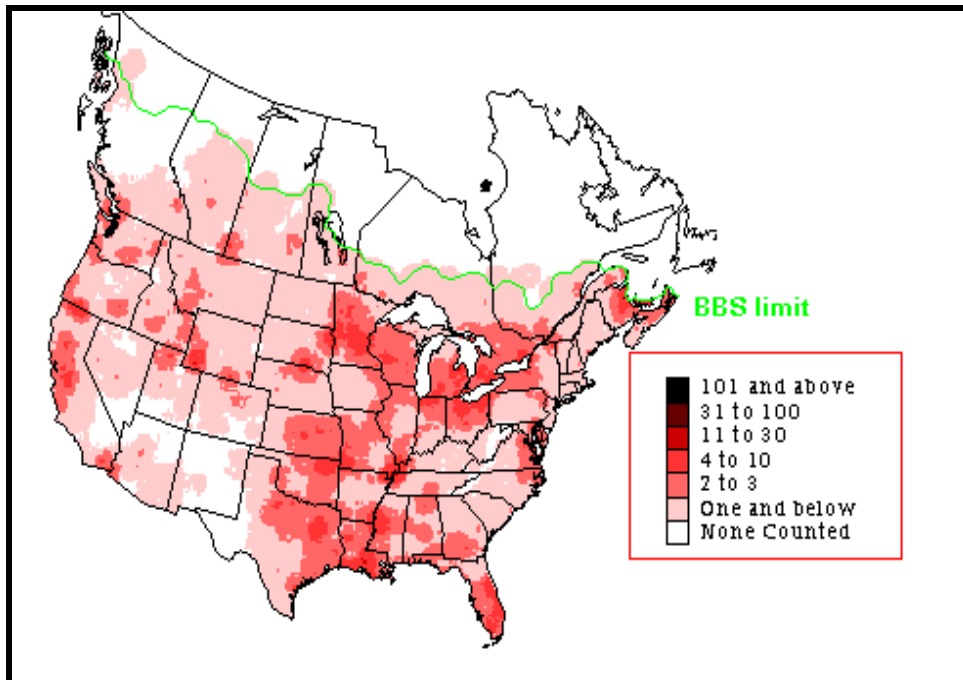 BBS limit
101 and above
31 to 100
11 to 30
4 to 10
2 to 3
One and below
None Counted